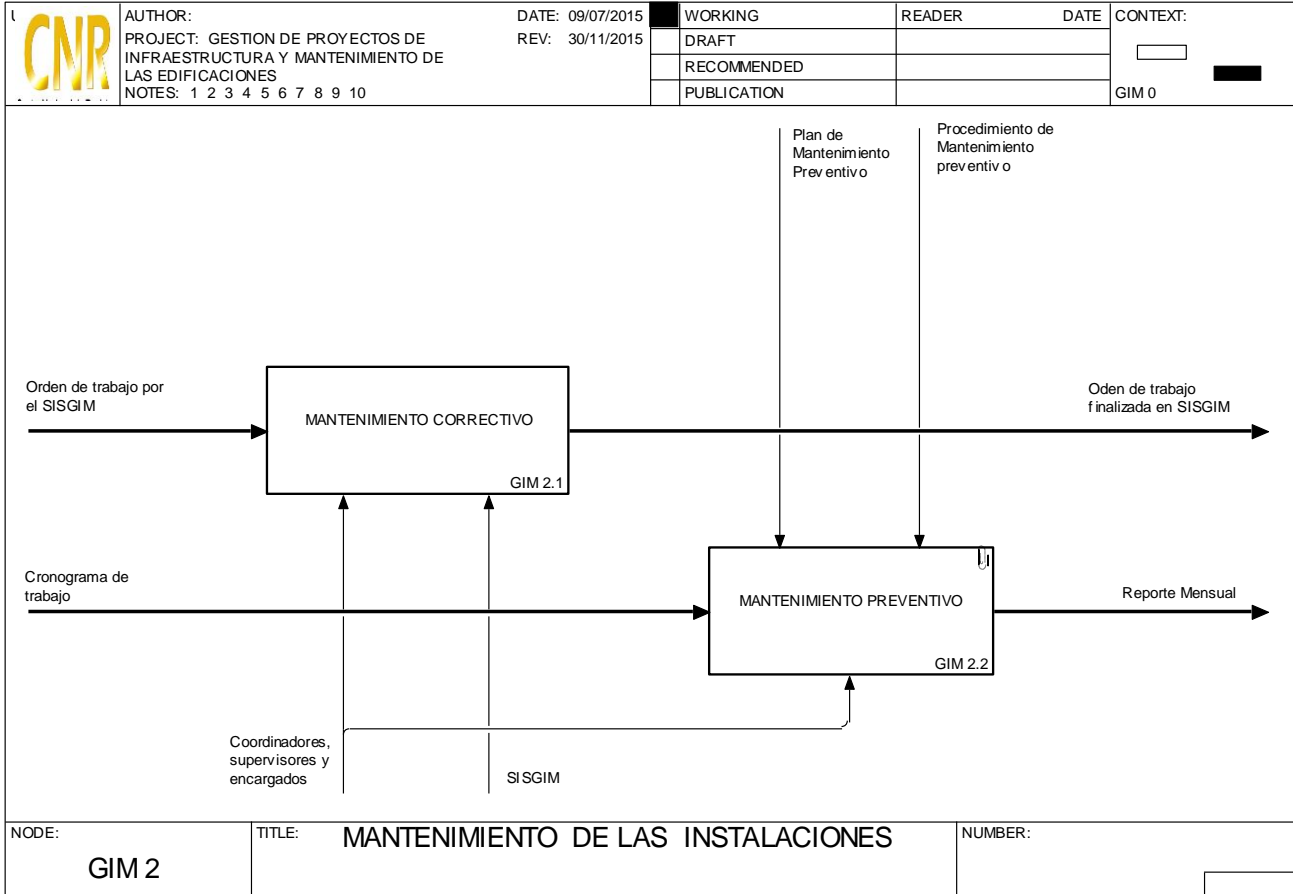 CNR
AUTHOR:
DATE: 09/07/2015
PROJECT: GESTION DE PROYECTOS DE
INFRAESTRUCTURA Y MANTENIMIENTO DE
LAS EDIFICACIONES
REV: 30/11/2015
NOTES: 1 2 3 4 5 6 7 8 9 10
WORKING
DRAFT
RECOMMENDED
PUBLICATION
READER DATE
CONTEXT:
GIM 0
Plan de
Mantenimiento
Preventivo
Procedimiento de
Mantenimiento
preventivo
Orden de trabajo por
el SISGIM
MANTENIMIENTO CORRECTIVO
GIM 2.1
Oden de trabajo
finalizada en SISGIM
Cronograma de
trabajo
MANTENIMIENTO PREVENTIVO
GIM 2.2
Reporte Mensual
Coordinadores,
supervisores y
encargados
SISGIM
NODE:
GIM 2
TITLE:
MANTENIMIENTO DE LAS INSTALACIONES
NUMBER: